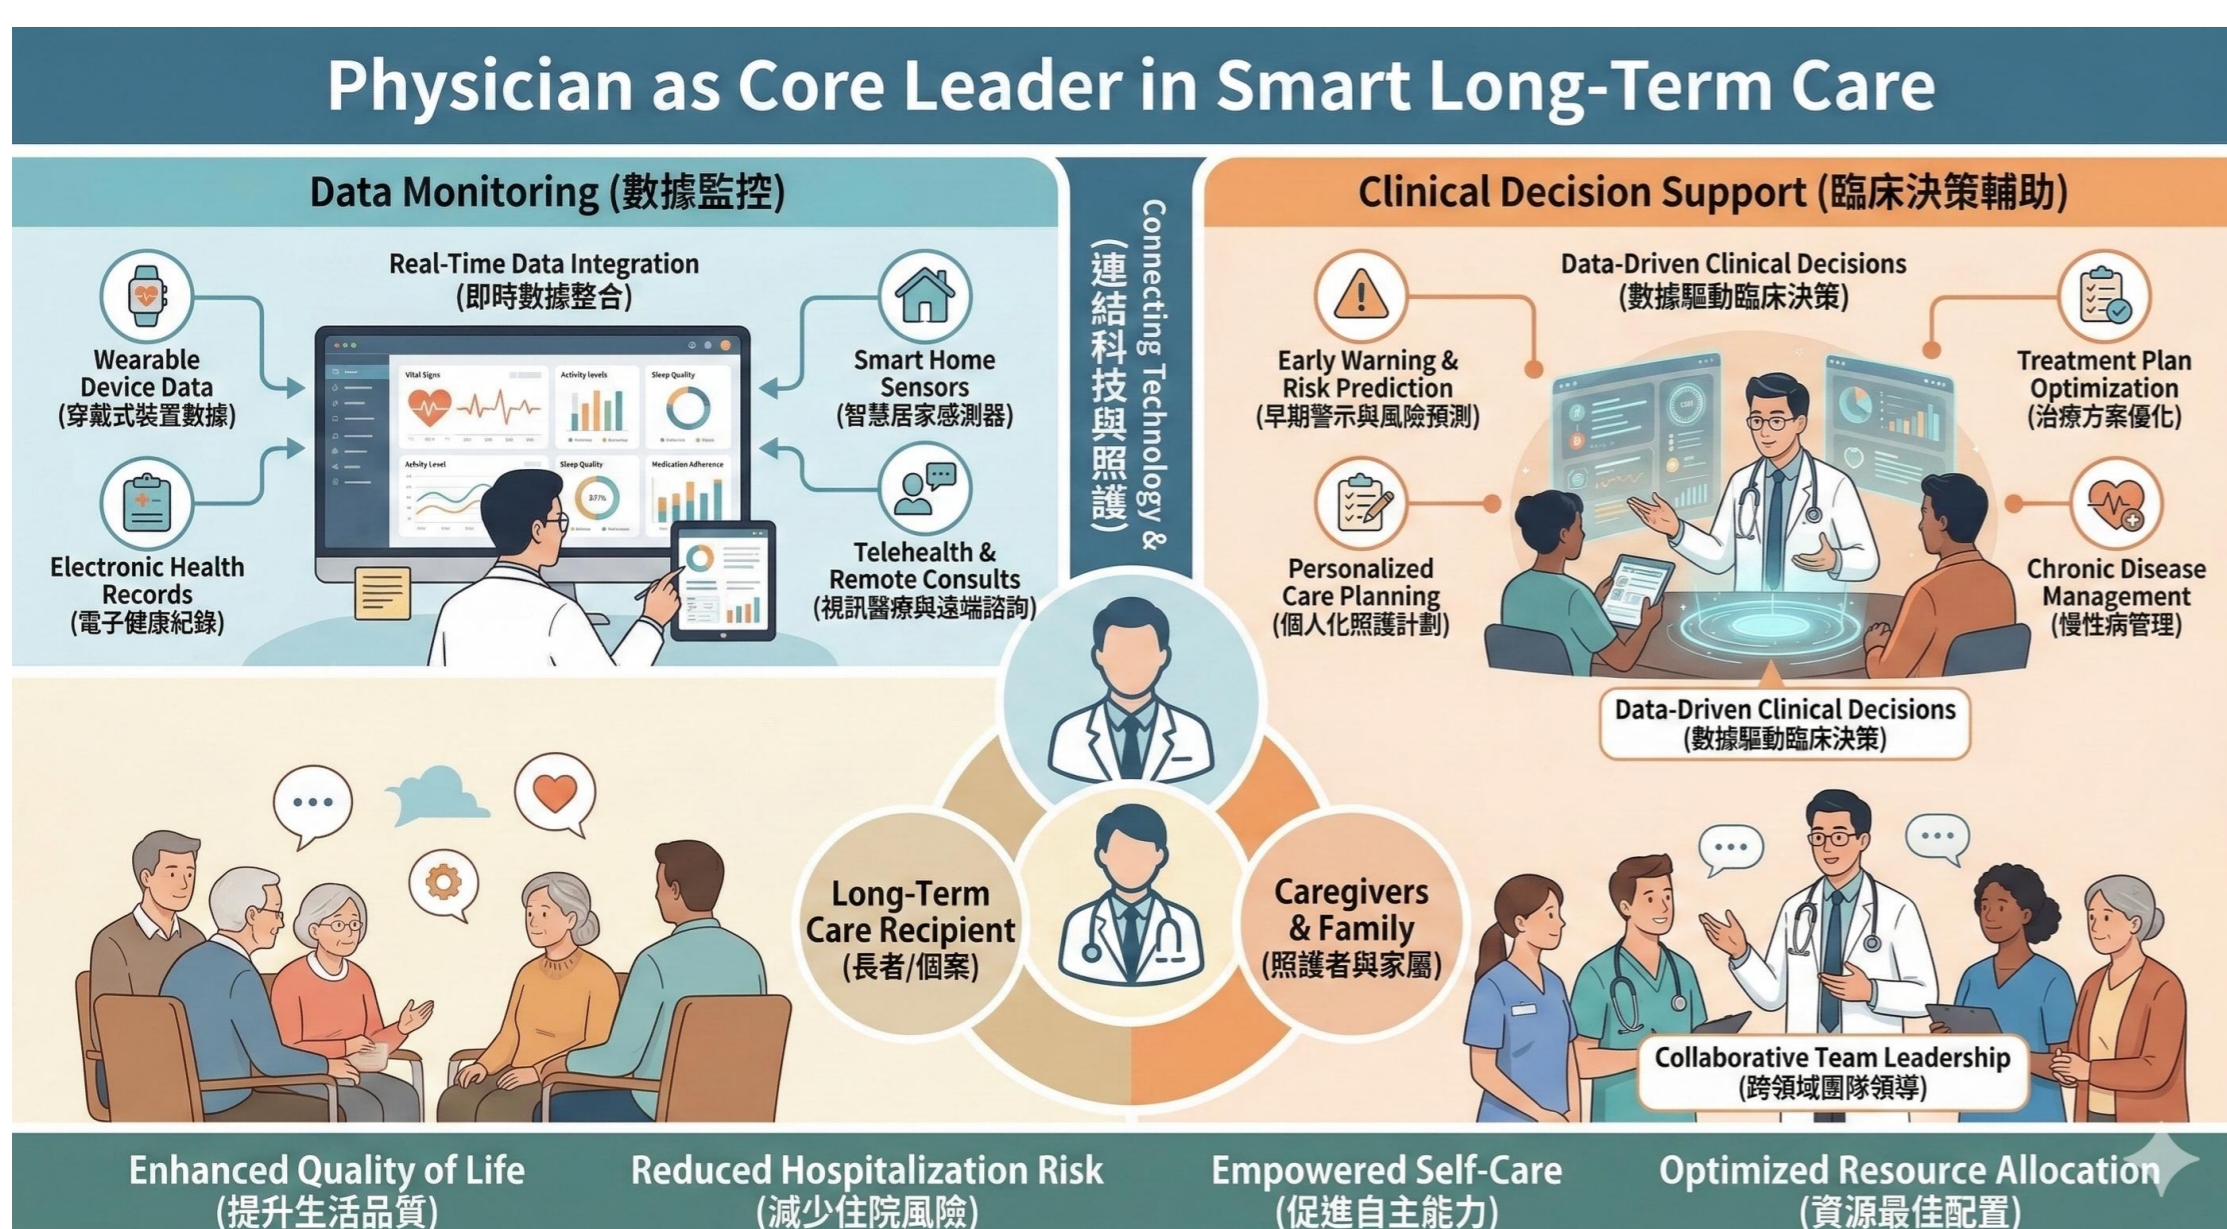 Physician as Core Leader in Smart Long-Term Care
Data Monitoring (數據監控)
Real-Time Data Integration
(即時數據整合)
Wearable
Device Data
(穿戴式裝置數據)
Electronic Health
Records
(電子健康紀錄)
Smart Home
Sensors
(智慧居家感測器)
Telehealth &
Remote Consults
(視訊醫療與遠端諮詢)
Vital Signs
Activity levels
Sleep Quality
Sleep Quality
Medication Adherence
Connecting Technology &
(連結科技與照護)
Clinical Decision Support (臨床決策輔助)
Data-Driven Clinical Decisions
(數據驅動臨床決策)
Early Warning &
Risk Prediction
(早期警示與風險預測)
Personalized
Care Planning
(個人化照護計劃)
Treatment Plan
Optimization
(治療方案優化)
Chronic Disease
Management
(慢性病管理)
Data-Driven Clinical Decisions
(數據驅動臨床決策)
Long-Term
Care Recipient
(長者/個案)
Caregivers
& Family
(照護者與家屬)
Collaborative Team Leadership
(跨領域團隊領導)
Enhanced Quality of Life
(提升生活品質)
Reduced Hospitalization Risk
(減少住院風險)
Empowered Self-Care
(促進自主能力)
Optimized Resource Allocation
(資源最佳配置)